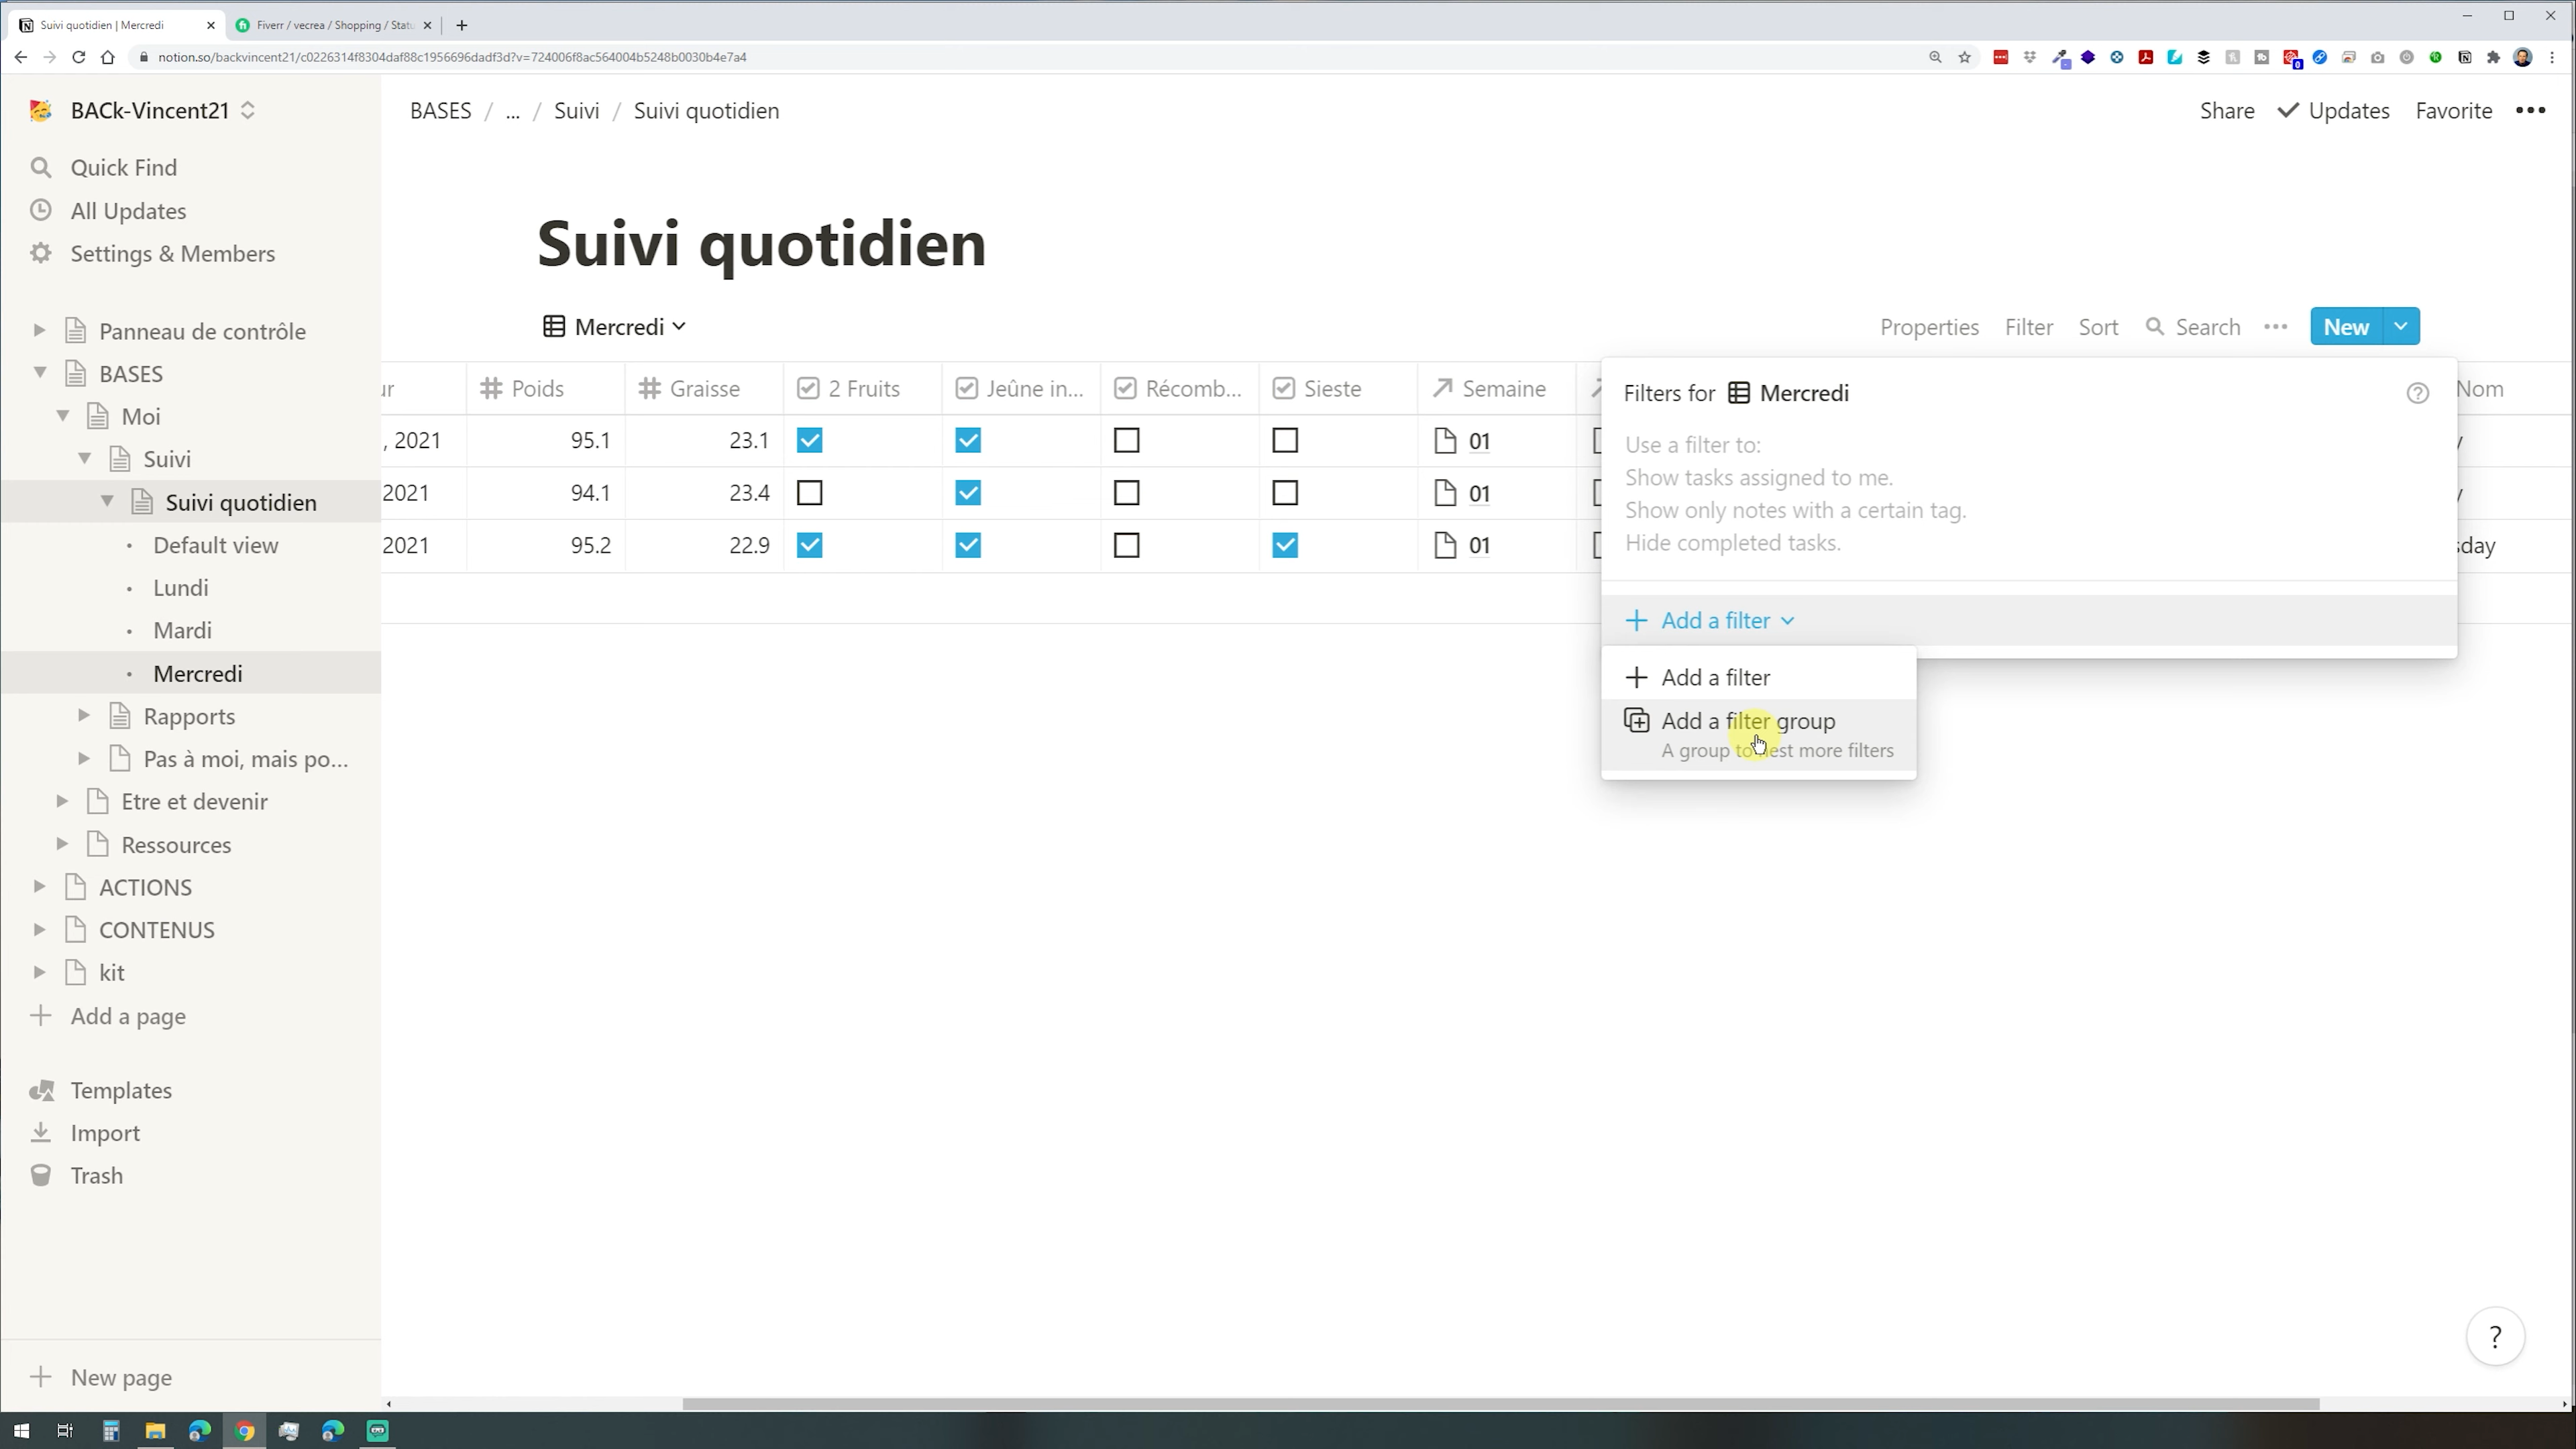 Suivi quotidien | Mercredi
Fiverr / vecrea / Shopping / Statu
notion.so/backvincent21/c0226314f8304daf88c1956696dadf3d?v=724006f8ac564004b5248b0030b4e7a4
BACk-Vincent21
BASES / ... / Suivi / Suivi quotidien
Share Updates Favorite •••
Quick Find
All Updates
Settings & Members
Panneau de contrôle
BASES
Moi
Suivi
Suivi quotidien
Default view
Lundi
Mardi
Mercredi
Rapports
Pas à moi, mais po...
Etre et devenir
Ressources
ACTIONS
CONTENUS
kit
Add a page
Templates
Import
Trash
New page
Suivi quotidien
Mercredi
Properties Filter Sort Search ••• New
ur Poids Graisse 2 Fruits Jeûne in... Récomb... Sieste Semaine Nom
, 2021 95.1 23.1 01
2021 94.1 23.4 01
2021 95.2 22.9 01 sday
Filters for Mercredi
Use a filter to:
Show tasks assigned to me.
Show only notes with a certain tag.
Hide completed tasks.
Add a filter
Add a filter
Add a filter group
A group to nest more filters
?